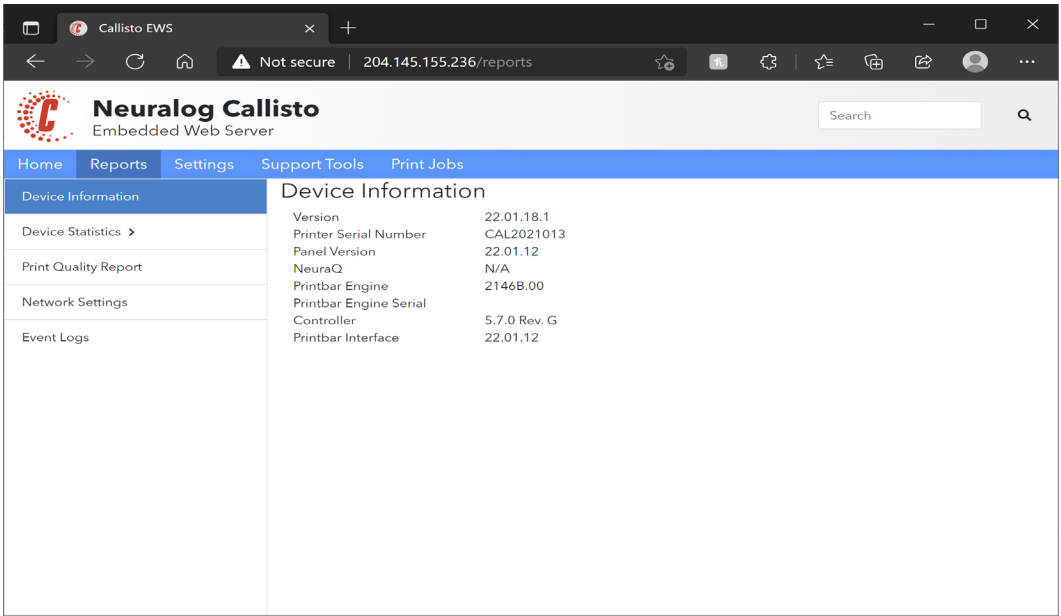 Callisto EWS
Not secure | 204.145.155.236/reports
Neuralog Callisto
Embedded Web Server
Search
Home Reports Settings Support Tools Print Jobs
Device Information
Device Statistics >
Print Quality Report
Network Settings
Event Logs
Device Information
Version 22.01.18.1
Printer Serial Number CAL2021013
Panel Version 22.01.12
NeuraQ N/A
Printbar Engine 2146B.00
Printbar Engine Serial
Controller 5.7.0 Rev. G
Printbar Interface 22.01.12